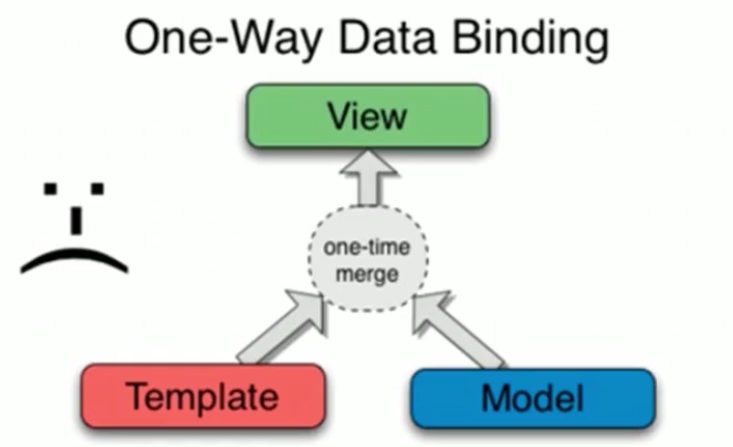 One-Way Data Binding
View
one-time
merge
Template
Model